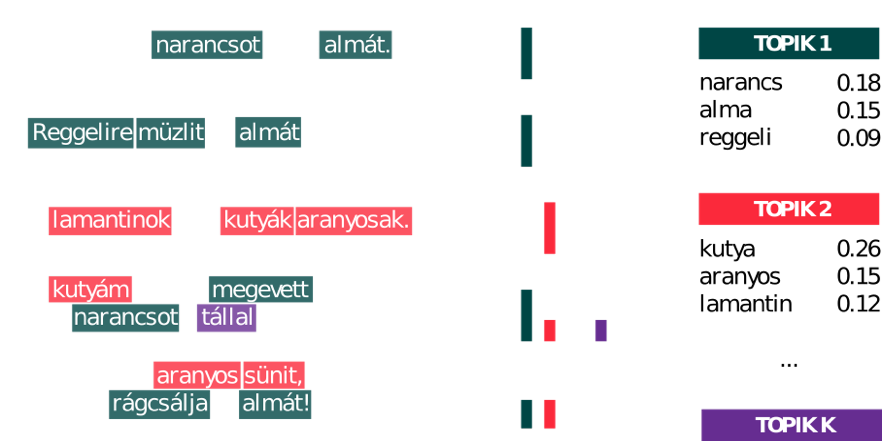 narancsot almát.
Reggelire müzlit almát
lamantinok kutyák aranyosak.
kutyám megevett
narancsot tállal
aranyos sünit,
rágcsálja almát!
TOPIK 1
narancs 0.18
alma 0.15
reggeli 0.09
TOPIK 2
kutya 0.26
aranyos 0.15
lamantin 0.12
...
TOPIK K